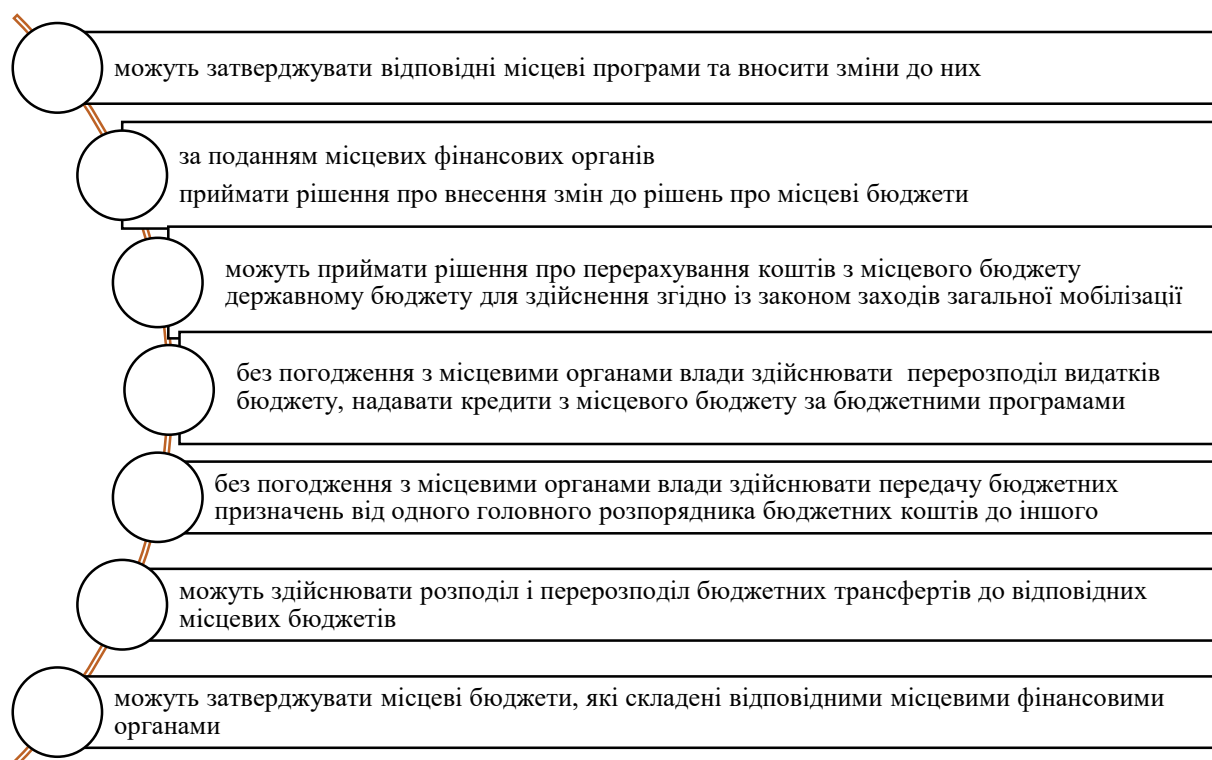 можуть затверджувати відповідні місцеві програми та вносити зміни до них
за поданням місцевих фінансових органів
приймати рішення про внесення змін до рішень про місцеві бюджети
можуть приймати рішення про перерахування коштів з місцевого бюджету
державному бюджету для здійснення згідно із законом заходів загальної мобілізації
без погодження з місцевими органами влади здійснювати перерозподіл видатків
бюджету, надавати кредити з місцевого бюджету за бюджетними програмами
без погодження з місцевими органами влади здійснювати передачу бюджетних
призначень від одного головного розпорядника бюджетних коштів до іншого
можуть здійснювати розподіл і перерозподіл бюджетних трансфертів до відповідних
місцевих бюджетів
можуть затверджувати місцеві бюджети, які складені відповідними місцевими фінансовими
органами